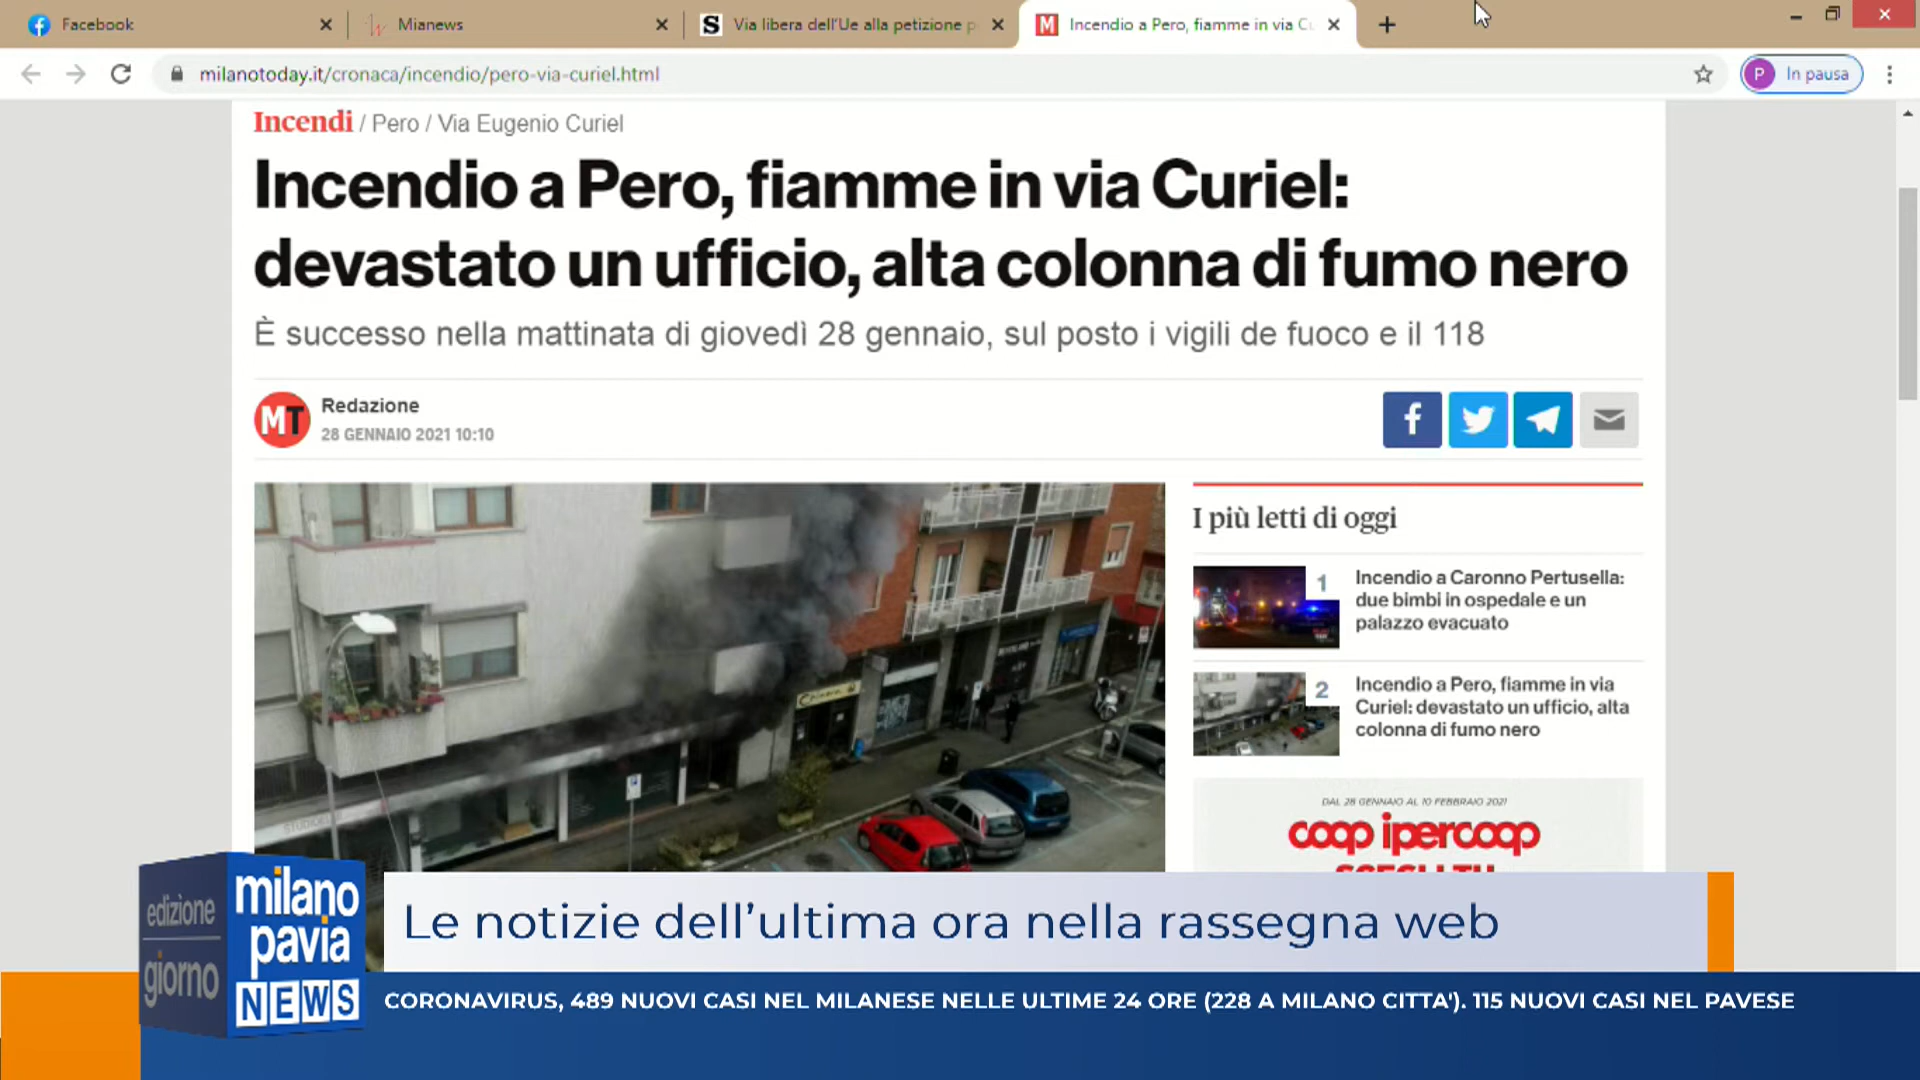 Facebook
Mianews
Via libera dell'Ue alla petizione p
Incendio a Pero, fiamme in via Cu
milanotoday.it/cronaca/incendio/pero-via-curiel.html
P In pausa
Incendi / Pero / Via Eugenio Curiel
Incendio a Pero, fiamme in via Curiel:
devastato un ufficio, alta colonna di fumo nero
È successo nella mattinata di giovedì 28 gennaio, sul posto i vigili de fuoco e il 118
MT
Redazione
28 GENNAIO 2021 10:10
I più letti di oggi
1
Incendio a Caronno Pertusella:
due bimbi in ospedale e un
palazzo evacuato
2
Incendio a Pero, fiamme in via
Curiel: devastato un ufficio, alta
colonna di fumo nero
DAL 28 GENNAIO AL 10 FEBBRAIO 2021
coop ipercoop
SCEGLI TU
edizione
giorno
milano
pavia
NEWS
Le notizie dell'ultima ora nella rassegna web
CORONAVIRUS, 489 NUOVI CASI NEL MILANESE NELLE ULTIME 24 ORE (228 A MILANO CITTA'). 115 NUOVI CASI NEL PAVESE